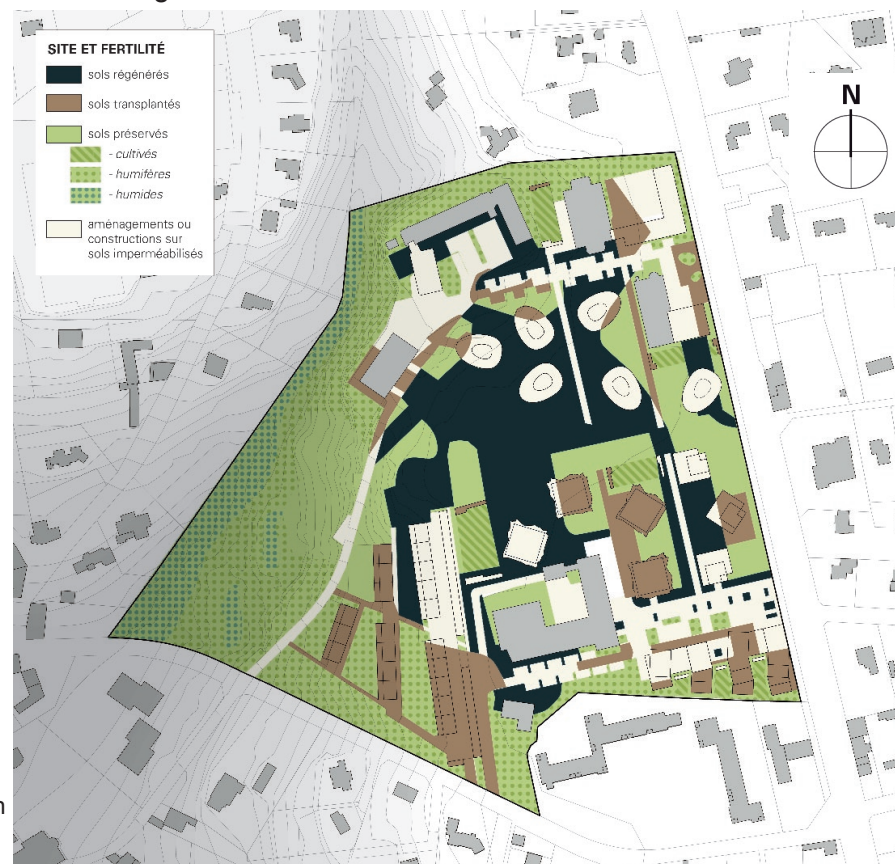 SITE ET FERTILITÉ
sols régénérés
sols transplantés
sols préservés
- cultivés
- humifères
- humides
aménagements ou
constructions sur
sols imperméabilisés
N